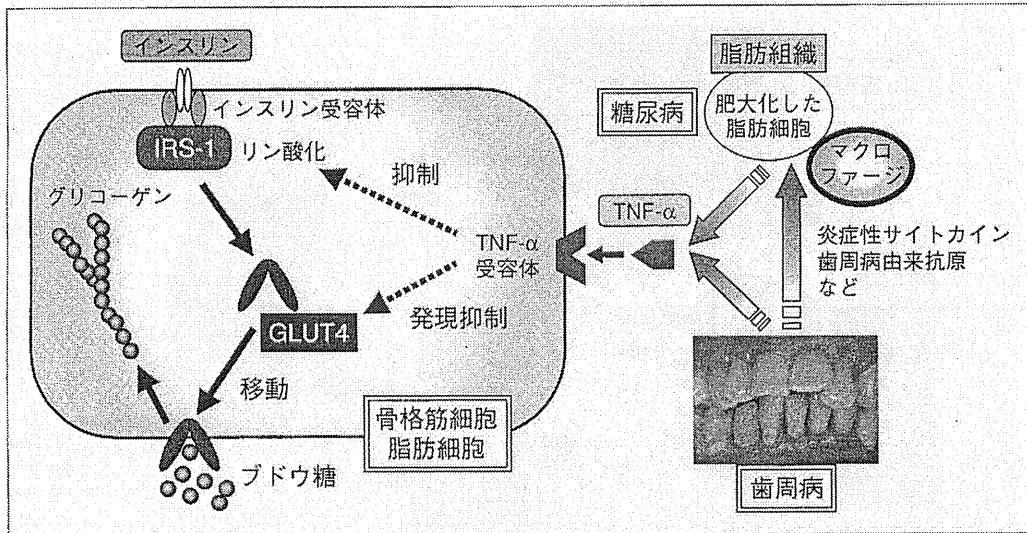 インスリン
インスリン受容体
IRS-1
リン酸化
グリコーゲン
抑制
TNF-α
受容体
発現抑制
GLUT4
移動
骨格筋細胞
脂肪細胞
ブドウ糖
脂肪組織
肥大化した
脂肪細胞
糖尿病
マクロ
ファージ
TNF-α
炎症性サイトカイン
歯周病由来抗原
など
歯周病